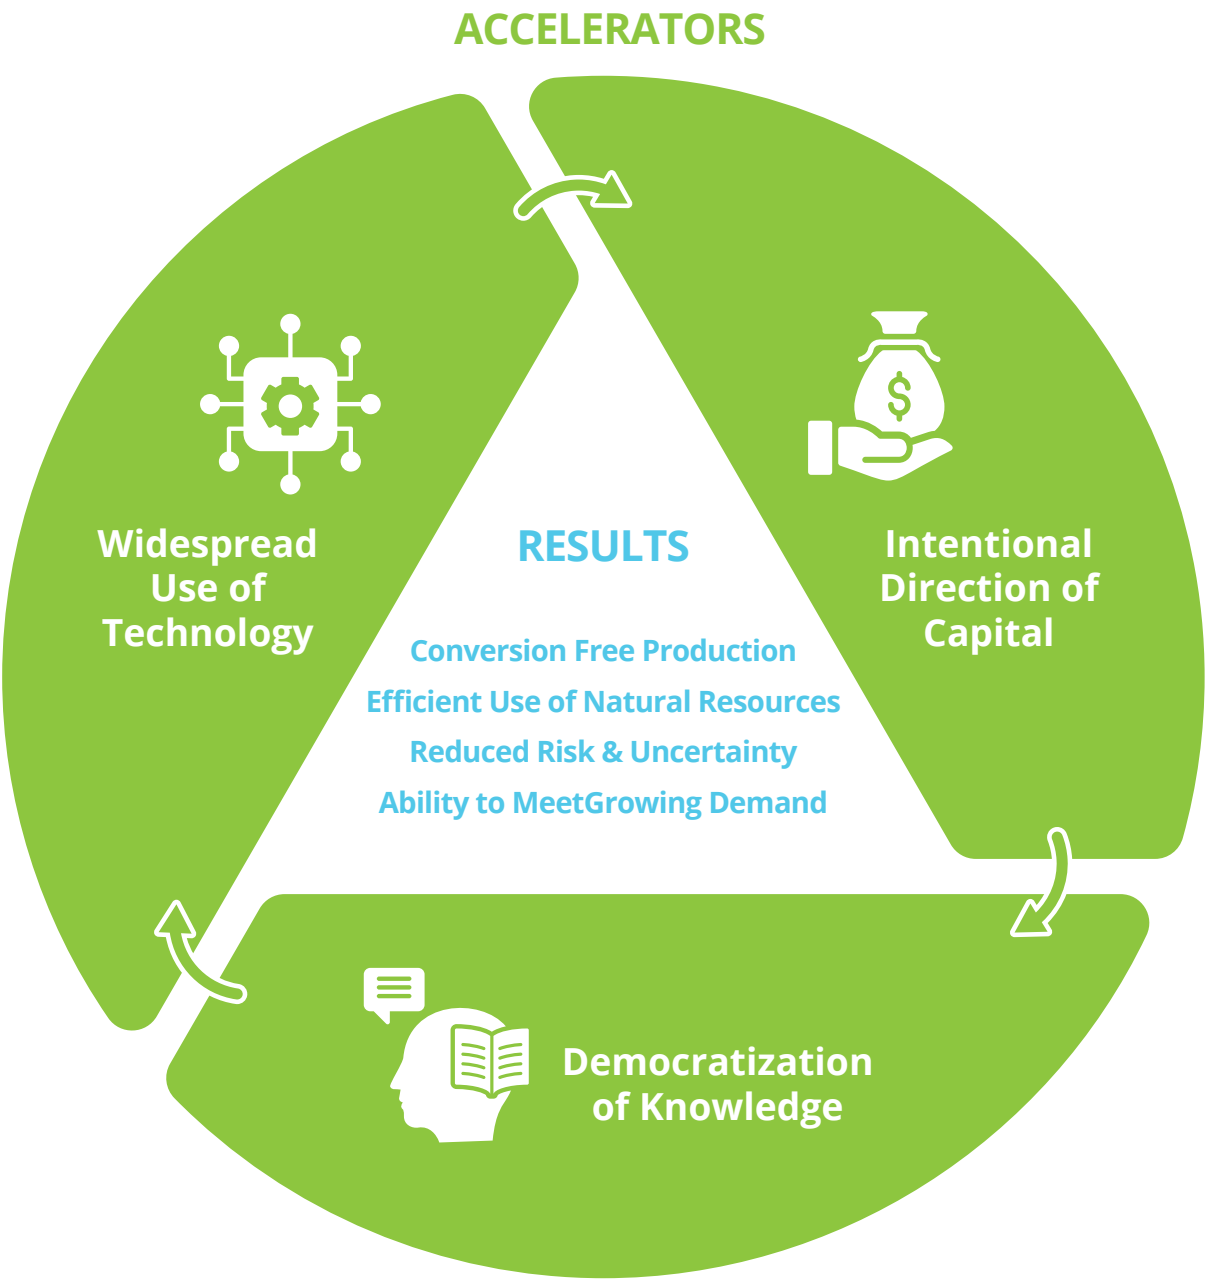 ACCELERATORS
Widespread
Use of
Technology
$
Intentional
Direction of
Capital
RESULTS
Conversion Free Production
Efficient Use of Natural Resources
Reduced Risk & Uncertainty
Ability to MeetGrowing Demand
Democratization
of Knowledge